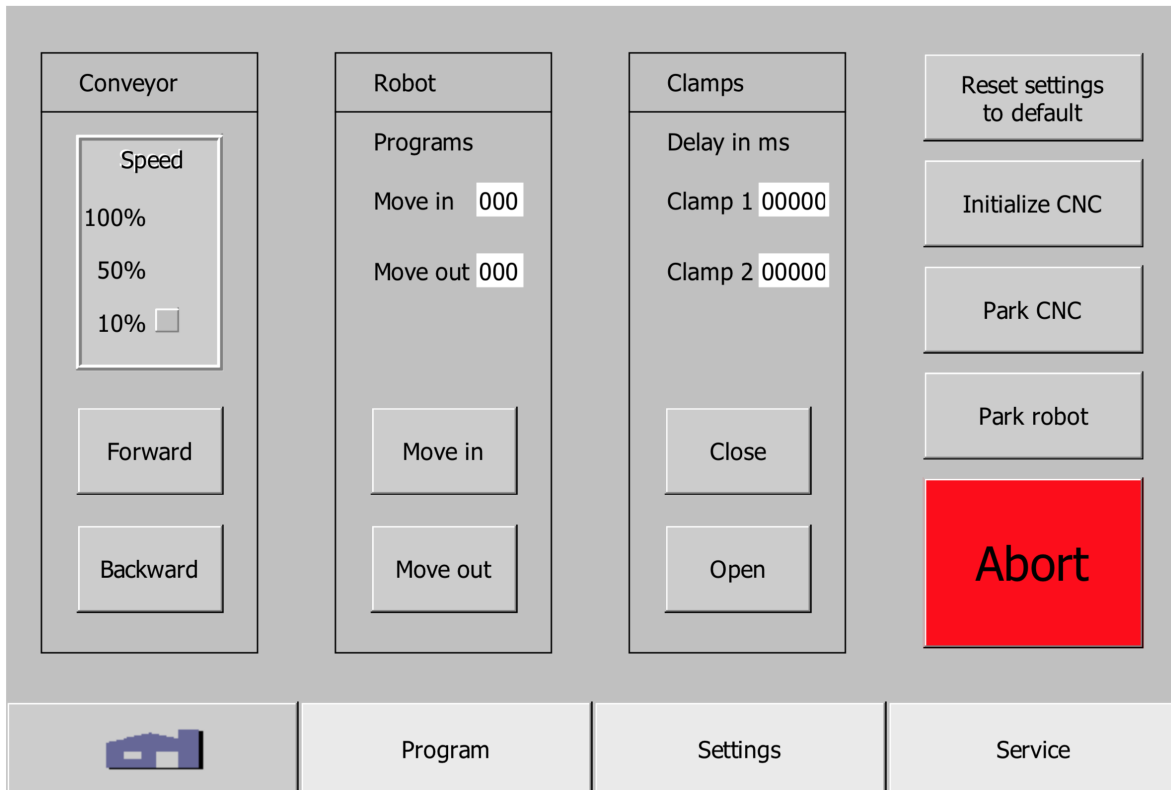 Conveyor
Speed
100%
50%
10%
Forward
Backward
Robot
Programs
Move in 000
Move out 000
Move in
Move out
Clamps
Delay in ms
Clamp 1 00000
Clamp 2 00000
Close
Open
Reset settings
to default
Initialize CNC
Park CNC
Park robot
Abort
Program
Settings
Service